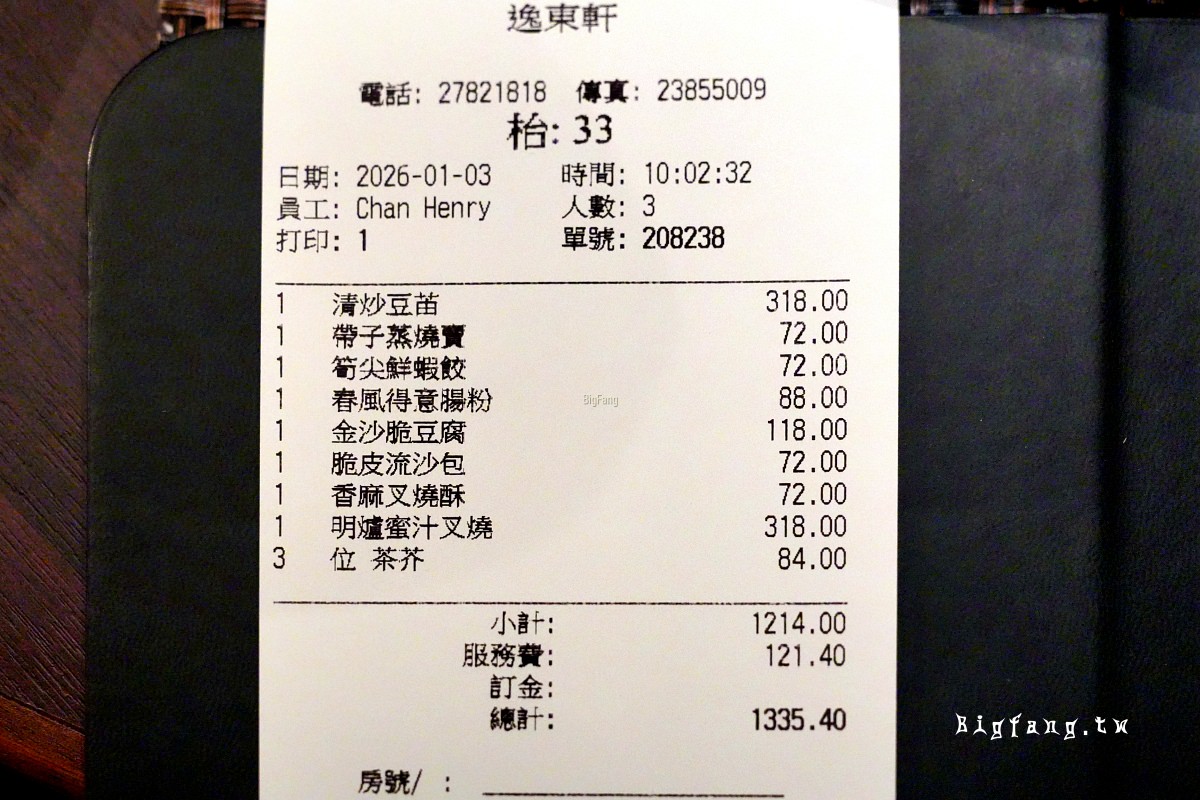 逸東軒
電話: 27821818 傳真: 23855009
枱: 33
日期: 2026-01-03 時間: 10:02:32
員工: Chan Henry 人數: 3
打印: 1 單號: 208238
1 清炒豆苗 318.00
1 帶子蒸燒賣 72.00
1 筍尖鮮蝦餃 72.00
1 春風得意腸粉 88.00
BigFang
1 金沙脆豆腐 118.00
1 脆皮流沙包 72.00
1 香麻叉燒酥 72.00
1 明爐蜜汁叉燒 318.00
3 位 茶芥 84.00
小計: 1214.00
服務費: 121.40
訂金:
總計: 1335.40
Bigfang.tw
房號/ :